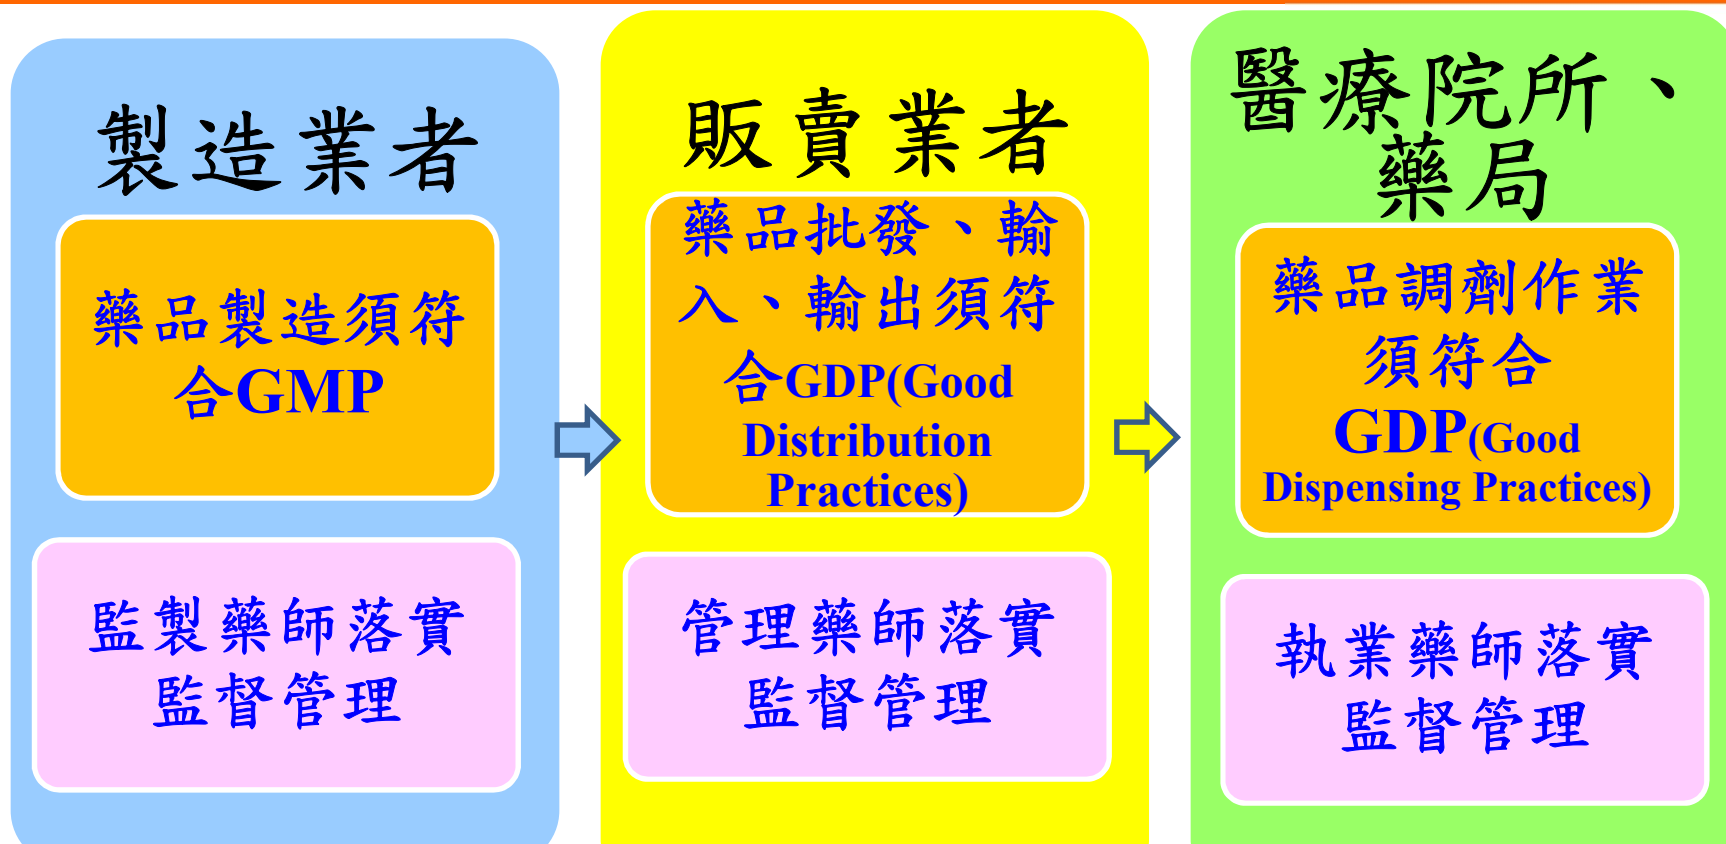 製造業者
藥品製造須符
合GMP
監製藥師落實
監督管理
販賣業者
藥品批發、輸
入、輸出須符
合GDP(Good
Distribution
Practices)
管理藥師落實
監督管理
醫療院所、
藥局
藥品調劑作業
須符合
GDP(Good
Dispensing Practices)
執業藥師落實
監督管理